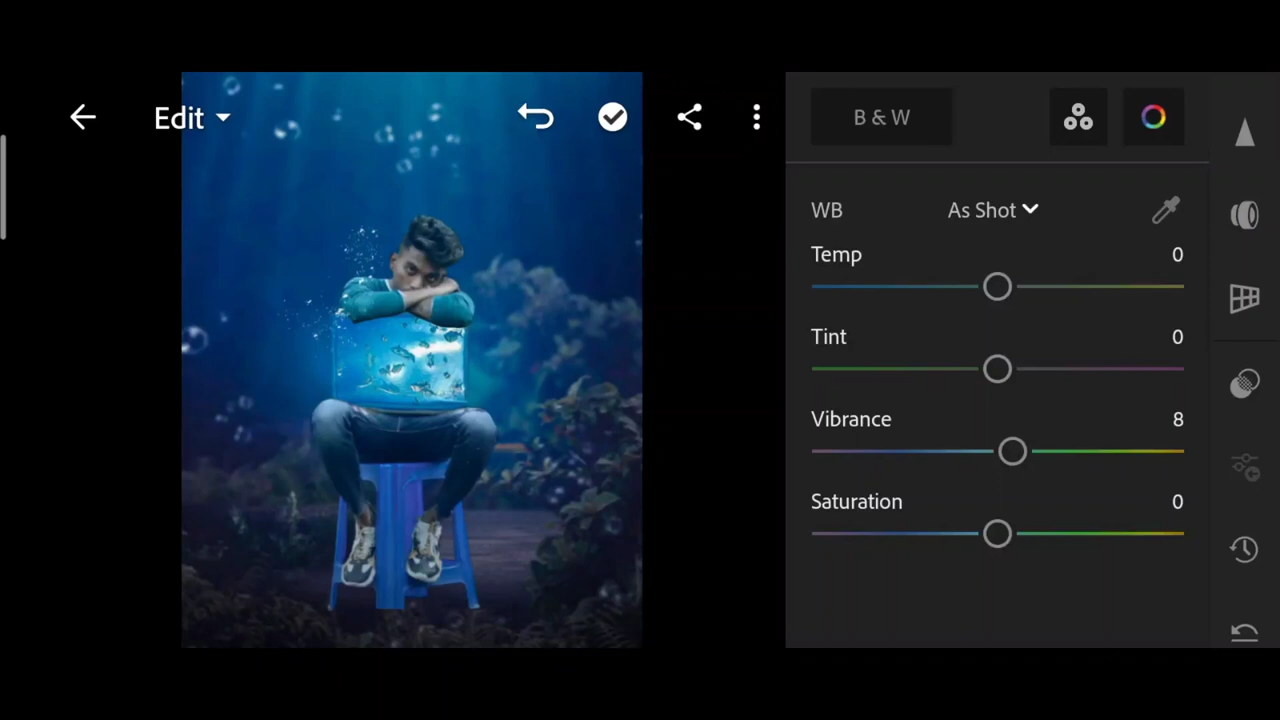 Edit
B & W
WB As Shot
Temp 0
Tint 0
Vibrance 8
Saturation 0